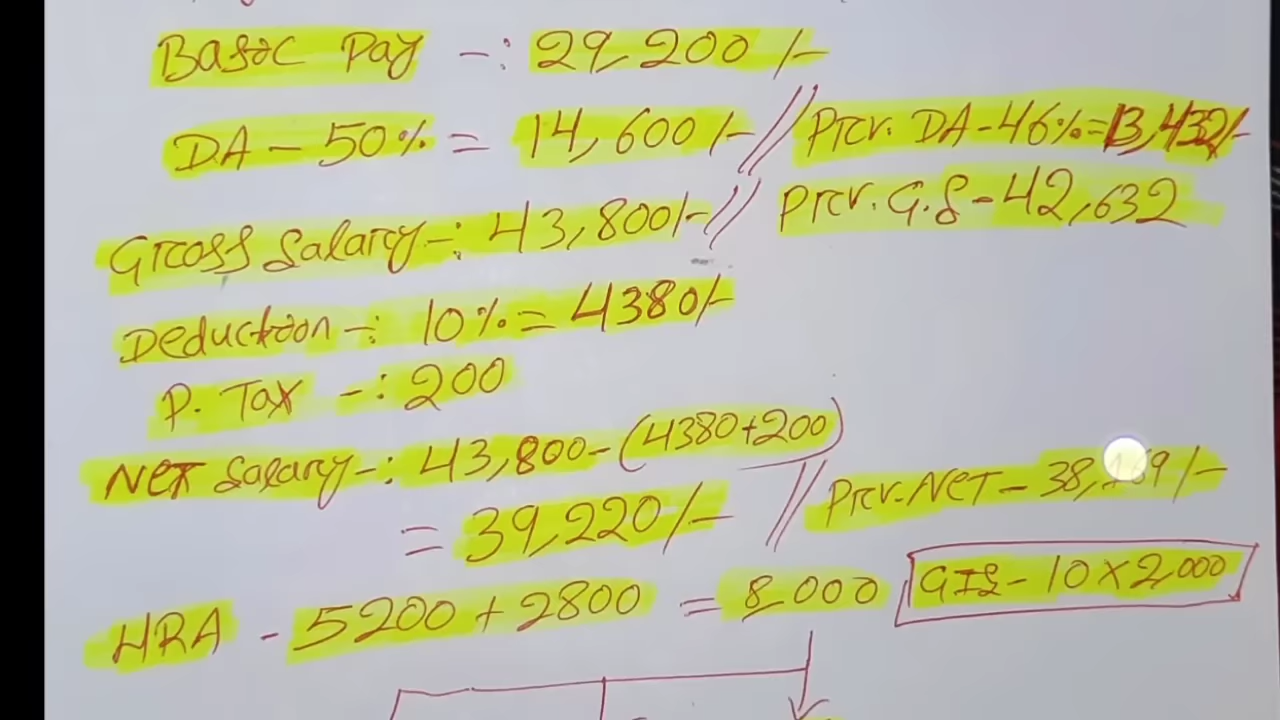 Basic Pay -: 29,200/-
DA - 50% = 14,600/- // Prev. DA-46%=13,432/-
Gross Salary -: 43,800/- // Prev. G.S-42,632
Deduction -: 10% = 4380/-
P. Tax -: 200
Net Salary -: 43,800-(4380+200)
= 39,220/- // Prev. NET - 38,169/-
HRA - 5200 + 2800 = 8,000
GIS - 10 X 2,000